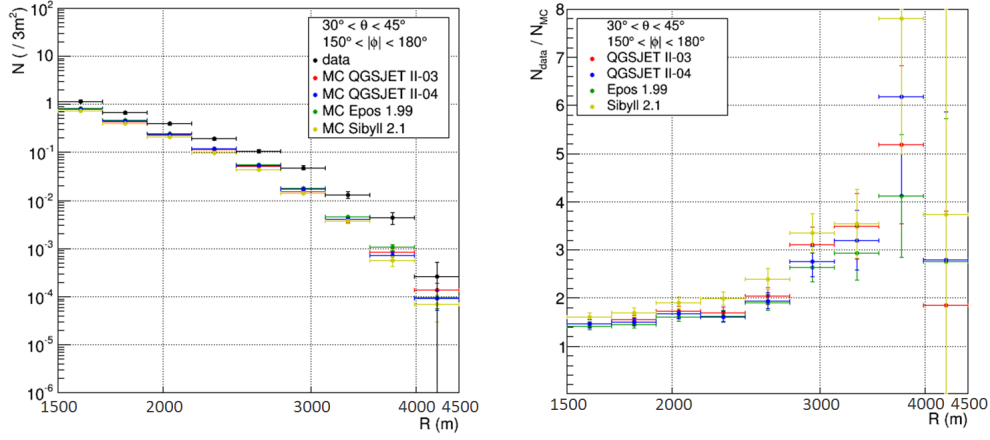 N ( / 3m²)
10²
10
1
10⁻¹
10⁻²
10⁻³
10⁻⁴
10⁻⁵
10⁻⁶
30° < θ < 45°
150° < |ϕ| < 180°
data
MC QGSJET II-03
MC QGSJET II-04
MC Epos 1.99
MC Sibyll 2.1
1500 2000 3000 4000 4500
R (m)
N_data / N_MC
8
7
6
5
4
3
2
1
30° < θ < 45°
150° < |ϕ| < 180°
QGSJET II-03
QGSJET II-04
Epos 1.99
Sibyll 2.1
1500 2000 3000 4000 4500
R (m)